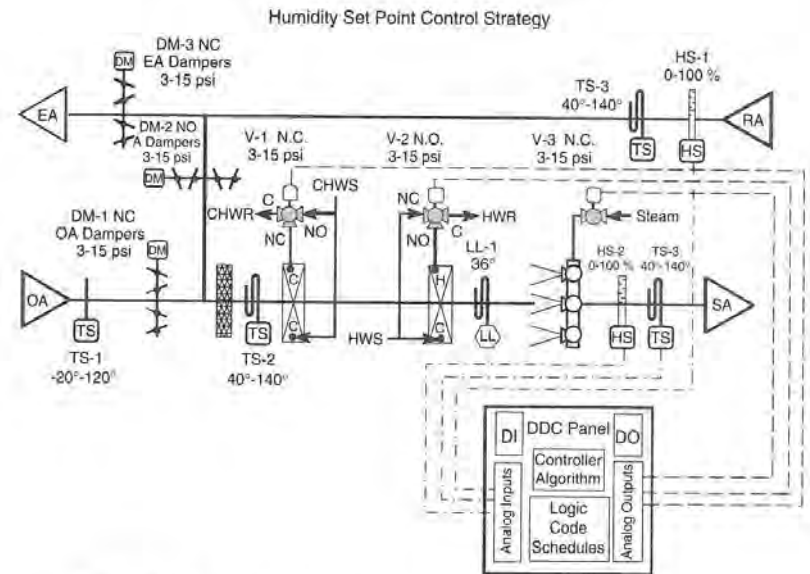 Humidity Set Point Control Strategy
DM-3 NC
EA Dampers
3-15 psi
DM
HS-1
0-100 %
TS-3
40°-140°
EA
RA
TS
HS
DM-2 NO
A Dampers
3-15 psi
DM
V-1 N.C.
3-15 psi
V-2 N.O.
3-15 psi
V-3 N.C.
3-15 psi
CHWS
C
CHWR
NC
NO
NC
HWR
C
NO
Steam
DM-1 NC
OA Dampers
3-15 psi
DM
LL-1
36°
HS-2
0-100 %
TS-3
40°-140°
OA
C
H
SA
TS
TS
C
HWS
C
LL
HS
TS
TS-1
-20°-120°
TS-2
40°-140°
DI
DDC Panel
DO
Controller
Algorithm
Analog Inputs
Logic
Code
Schedules
Analog Outputs